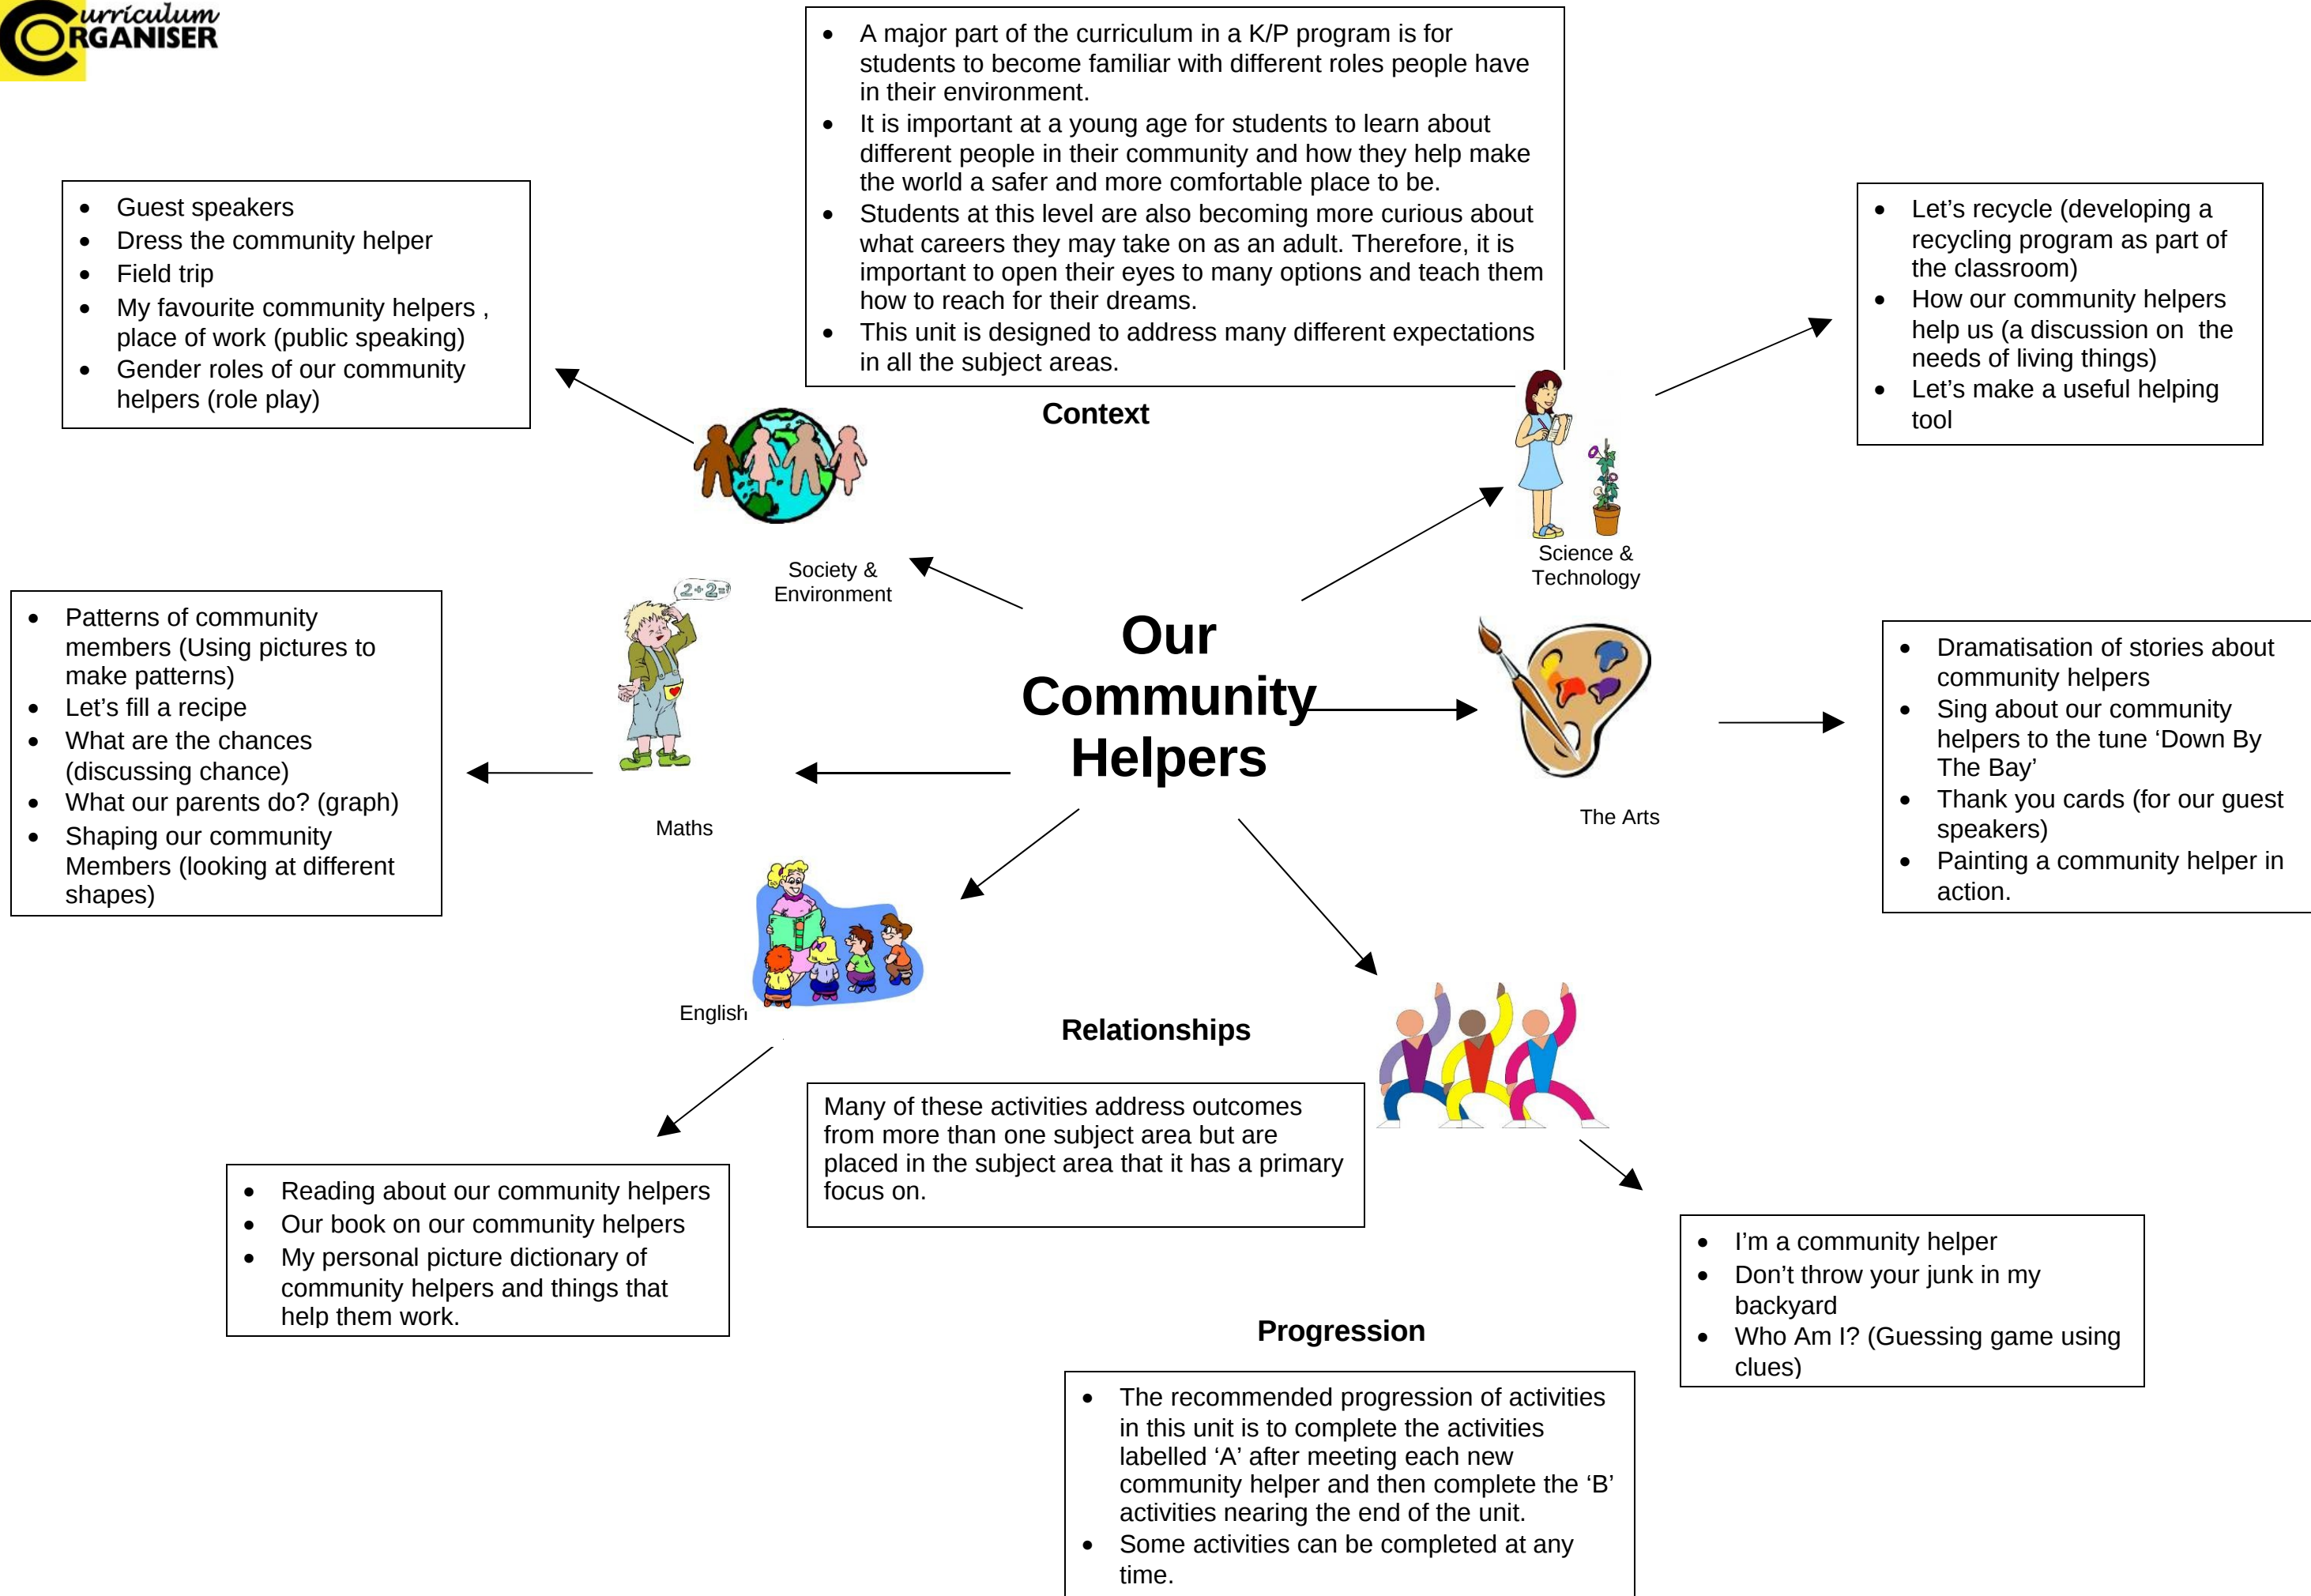 Curriculum
ORGANISER
• A major part of the curriculum in a K/P program is for
students to become familiar with different roles people have
in their environment.
• It is important at a young age for students to learn about
different people in their community and how they help make
the world a safer and more comfortable place to be.
• Students at this level are also becoming more curious about
what careers they may take on as an adult. Therefore, it is
important to open their eyes to many options and teach them
how to reach for their dreams.
• This unit is designed to address many different expectations
in all the subject areas.
Context
• Guest speakers
• Dress the community helper
• Field trip
• My favourite community helpers ,
place of work (public speaking)
• Gender roles of our community
helpers (role play)
• Let’s recycle (developing a
recycling program as part of
the classroom)
• How our community helpers
help us (a discussion on  the
needs of living things)
• Let’s make a useful helping
tool
Society &
Environment
Science &
Technology
2+2=
• Patterns of community
members (Using pictures to
make patterns)
• Let’s fill a recipe
• What are the chances
(discussing chance)
• What our parents do? (graph)
• Shaping our community
Members (looking at different
shapes)
Maths
Our
Community
Helpers
The Arts
• Dramatisation of stories about
community helpers
• Sing about our community
helpers to the tune ‘Down By
The Bay’
• Thank you cards (for our guest
speakers)
• Painting a community helper in
action.
English
Relationships
Many of these activities address outcomes
from more than one subject area but are
placed in the subject area that it has a primary
focus on.
• Reading about our community helpers
• Our book on our community helpers
• My personal picture dictionary of
community helpers and things that
help them work.
• I’m a community helper
• Don’t throw your junk in my
backyard
• Who Am I? (Guessing game using
clues)
Progression
• The recommended progression of activities
in this unit is to complete the activities
labelled ‘A’ after meeting each new
community helper and then complete the ‘B’
activities nearing the end of the unit.
• Some activities can be completed at any
time.